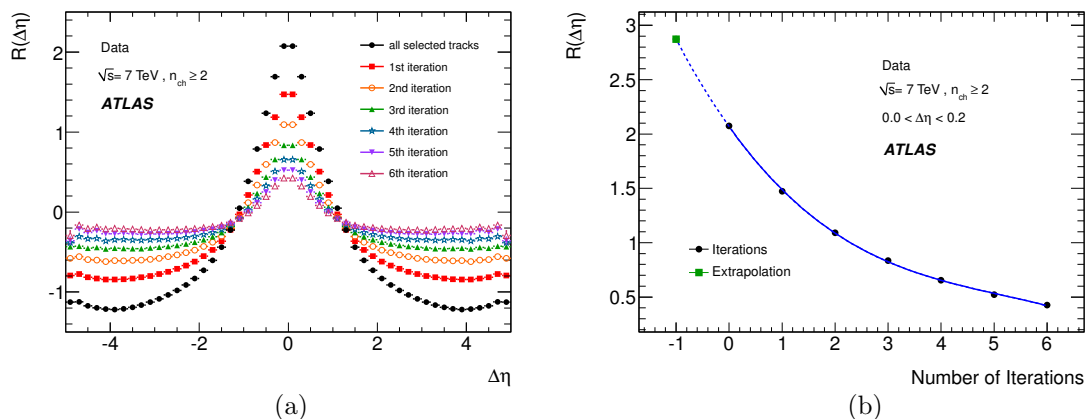 R(Δη)
2
1
0
-1
-4
-2
0
2
4
Δη
Data
√s= 7 TeV , n_ch ≥ 2
ATLAS
all selected tracks
1st iteration
2nd iteration
3rd iteration
4th iteration
5th iteration
6th iteration
(a)
R(Δη)
3
2.5
2
1.5
1
0.5
-1
0
1
2
3
4
5
6
Number of Iterations
Data
√s= 7 TeV , n_ch ≥ 2
0.0 < Δη < 0.2
ATLAS
Iterations
Extrapolation
(b)